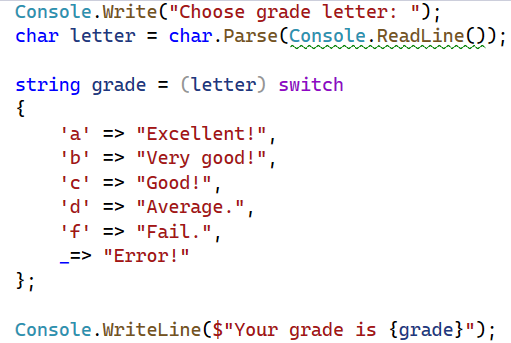 Console.Write("Choose grade letter: ");
char letter = char.Parse(Console.ReadLine());
string grade = (letter) switch
{
    'a' => "Excellent!",
    'b' => "Very good!",
    'c' => "Good!",
    'd' => "Average.",
    'f' => "Fail.",
    _=> "Error!"
};
Console.WriteLine($"Your grade is {grade}");